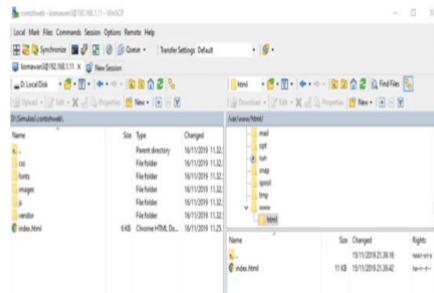 contohweb - komawan3@192.168.1.11 - WinSCP
Local Mark Files Commands Session Options Remote Help
Synchronize Queue Transfer Settings Default
komawan3@192.168.1.11 New Session
D: Local Disk
html Find Files
Upload Edit Properties New
Download Edit Properties New
D:\Simulasi\contohweb\
/var/www/html/
Name Size Type Changed
.. Parent directory 16/11/2019 11.32.
css File folder 16/11/2019 11.32.
fonts File folder 16/11/2019 11.32.
images File folder 16/11/2019 11.32.
js File folder 16/11/2019 11.32.
vendor File folder 16/11/2019 11.32.
index.html 6 KB Chrome HTML Do... 16/11/2019 11.25.
mail
opt
run
snap
spool
tmp
www
html
Name Size Changed Rights
.. 15/11/2019 21.36.16 rwxr-xr-x
index.html 11 KB 15/11/2019 21.36.42 rw-r--r--